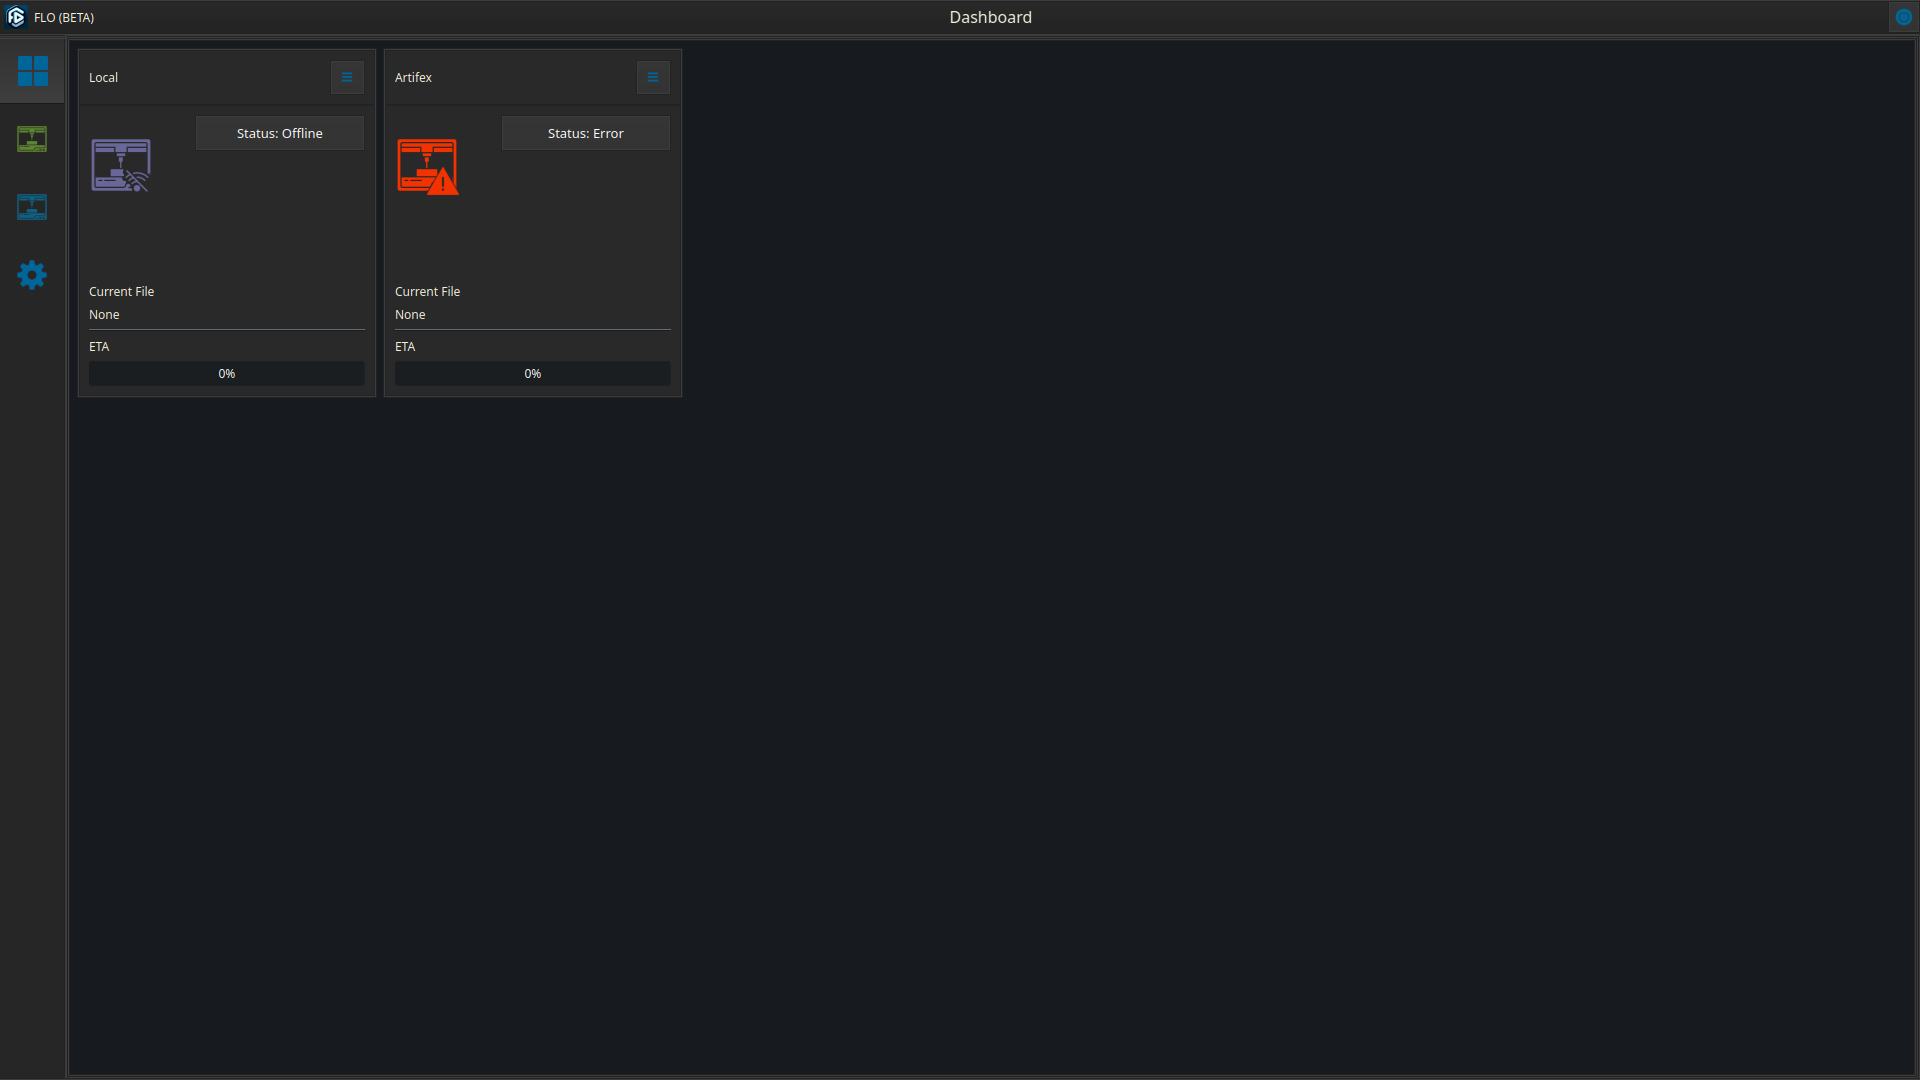 FLO (BETA)
Dashboard
Local
Status: Offline
Current File
None
ETA
0%
Artifex
Status: Error
Current File
None
ETA
0%